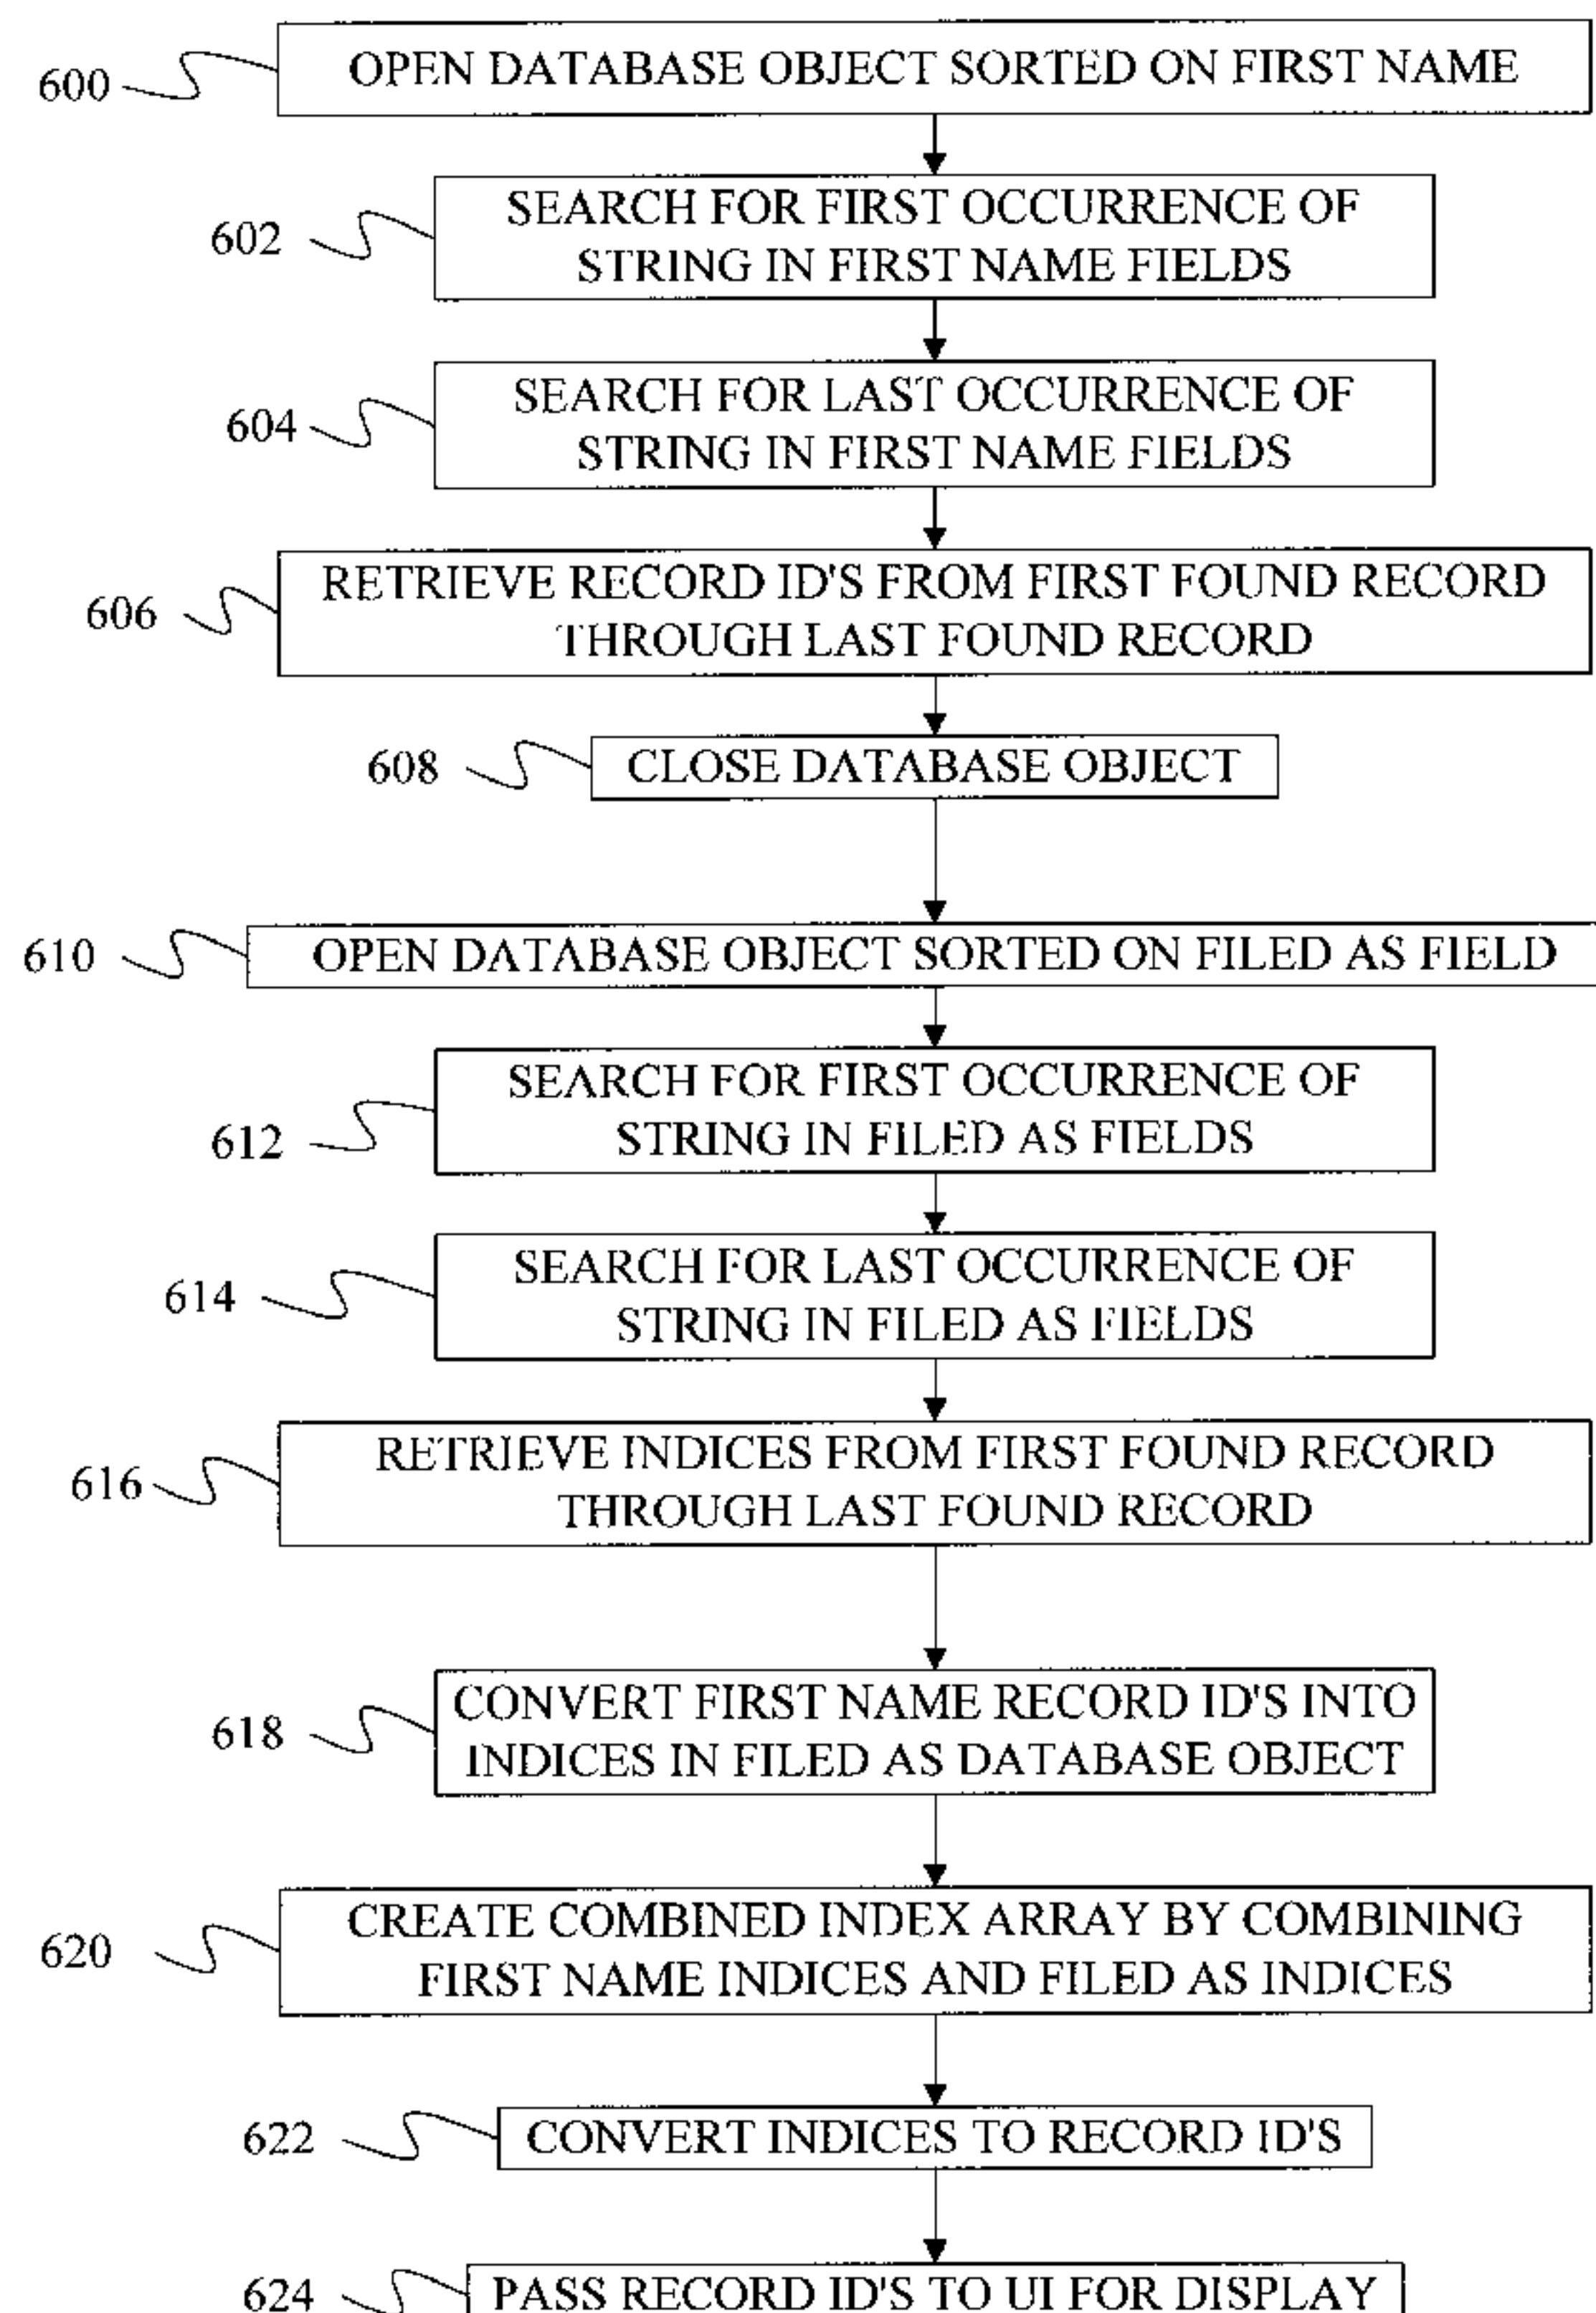 600
OPEN DATABASE OBJECT SORTED ON FIRST NAME
602
SEARCH FOR FIRST OCCURRENCE OF
STRING IN FIRST NAME FIELDS
604
SEARCH FOR LAST OCCURRENCE OF
STRING IN FIRST NAME FIELDS
606
RETRIEVE RECORD ID'S FROM FIRST FOUND RECORD
THROUGH LAST FOUND RECORD
608
CLOSE DATABASE OBJECT
610
OPEN DATABASE OBJECT SORTED ON FILED AS FIELD
612
SEARCH FOR FIRST OCCURRENCE OF
STRING IN FILED AS FIELDS
614
SEARCH FOR LAST OCCURRENCE OF
STRING IN FILED AS FIELDS
616
RETRIEVE INDICES FROM FIRST FOUND RECORD
THROUGH LAST FOUND RECORD
618
CONVERT FIRST NAME RECORD ID'S INTO
INDICES IN FILED AS DATABASE OBJECT
620
CREATE COMBINED INDEX ARRAY BY COMBINING
FIRST NAME INDICES AND FILED AS INDICES
622
CONVERT INDICES TO RECORD ID'S
624
PASS RECORD ID'S TO UI FOR DISPLAY